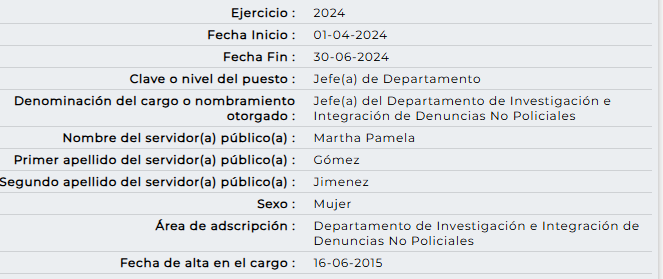 Ejercicio : 2024
Fecha Inicio : 01-04-2024
Fecha Fin : 30-06-2024
Clave o nivel del puesto : Jefe(a) de Departamento
Denominación del cargo o nombramiento otorgado : Jefe(a) del Departamento de Investigación e Integración de Denuncias No Policiales
Nombre del servidor(a) público(a) : Martha Pamela
Primer apellido del servidor(a) público(a) : Gómez
Segundo apellido del servidor(a) público(a) : Jimenez
Sexo : Mujer
Área de adscripción : Departamento de Investigación e Integración de Denuncias No Policiales
Fecha de alta en el cargo : 16-06-2015